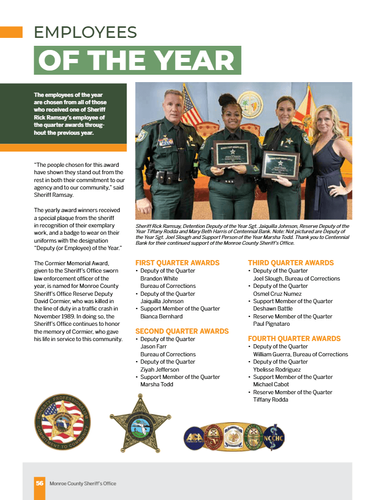 EMPLOYEES
OF THE YEAR
The employees of the year
are chosen from all of those
who received one of Sheriff
Rick Ramsay's employee of
the quarter awards throug-
hout the previous year.
"The people chosen for this award
have shown they stand out from the
rest in both their commitment to our
agency and to our community," said
Sheriff Ramsay.
The yearly award winners received
a special plaque from the sheriff
in recognition of their exemplary
work, and a badge to wear on their
uniforms with the designation
"Deputy (or Employee) of the Year."
The Cormier Memorial Award,
given to the Sheriff's Office sworn
law enforcement officer of the
year, is named for Monroe County
Sheriff's Office Reserve Deputy
David Cormier, who was killed in
the line of duty in a traffic crash in
November 1989. In doing so, the
Sheriff's Office continues to honor
the memory of Cormier, who gave
his life in service to this community.
Sheriff Rick Ramsay, Detention Deputy of the Year Sgt. Jaiquilla Johnson, Reserve Deputy of the
Year Tiffany Rodda and Mary Beth Harris of Centennial Bank. Note: Not pictured are Deputy of
the Year Sgt. Joel Slough and Support Person of the Year Marsha Todd. Thank you to Centennial
Bank for their continued support of the Monroe County Sheriff's Office.
FIRST QUARTER AWARDS
• Deputy of the Quarter
Brandon White
Bureau of Corrections
• Deputy of the Quarter
Jaiquilla Johnson
• Support Member of the Quarter
Bianca Bernhard
SECOND QUARTER AWARDS
• Deputy of the Quarter
Jason Farr
Bureau of Corrections
• Deputy of the Quarter
Ziyah Jefferson
• Support Member of the Quarter
Marsha Todd
THIRD QUARTER AWARDS
• Deputy of the Quarter
Joel Slough, Bureau of Corrections
• Deputy of the Quarter
Osmel Cruz Numez
• Support Member of the Quarter
Deshawn Battle
• Reserve Member of the Quarter
Paul Pignataro
FOURTH QUARTER AWARDS
• Deputy of the Quarter
William Guerra, Bureau of Corrections
• Deputy of the Quarter
Ybelisse Rodriguez
• Support Member of the Quarter
Michael Cabot
• Reserve Member of the Quarter
Tiffany Rodda
ACA
NCCHC
36 Monroe County Sheriff's Office